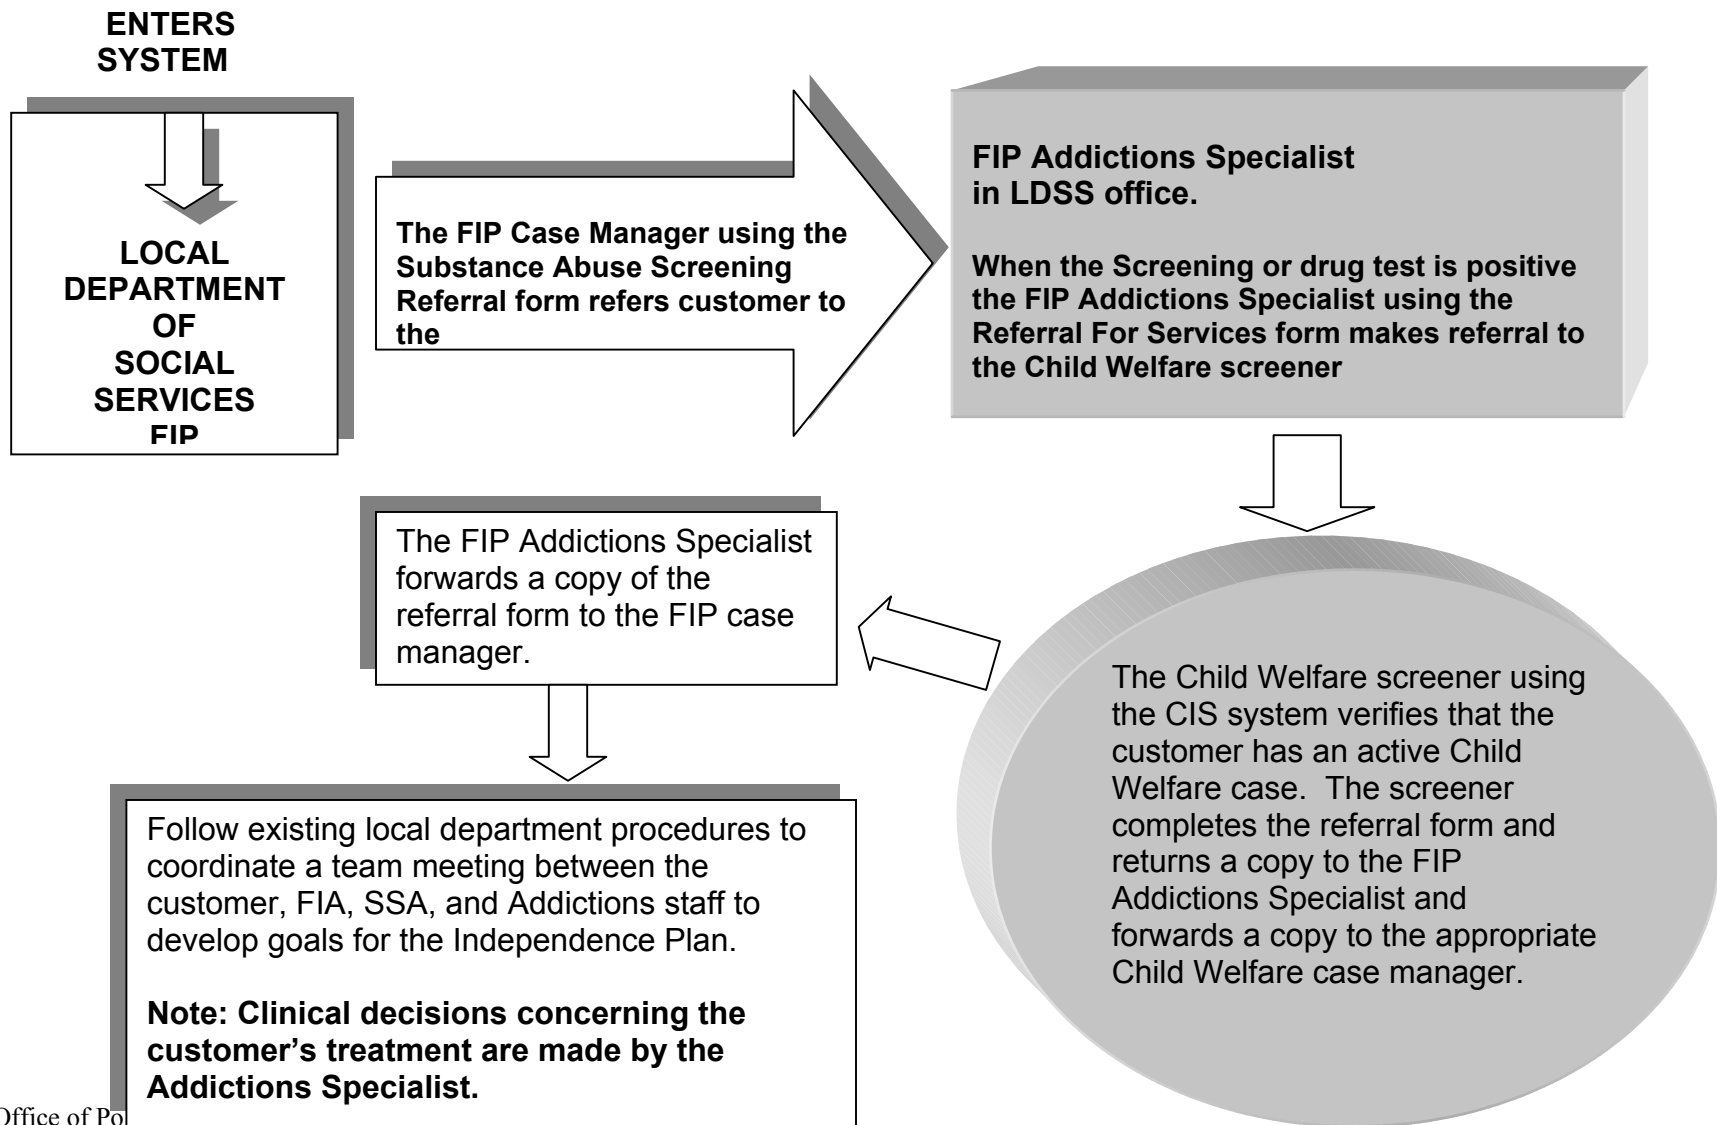 ENTERS
SYSTEM
LOCAL
DEPARTMENT
OF
SOCIAL
SERVICES
FIP
The FIP Case Manager using the
Substance Abuse Screening
Referral form refers customer to
the
FIP Addictions Specialist
in LDSS office.
When the Screening or drug test is positive
the FIP Addictions Specialist using the
Referral For Services form makes referral to
the Child Welfare screener
The Child Welfare screener using
the CIS system verifies that the
customer has an active Child
Welfare case.  The screener
completes the referral form and
returns a copy to the FIP
Addictions Specialist and
forwards a copy to the appropriate
Child Welfare case manager.
The FIP Addictions Specialist
forwards a copy of the
referral form to the FIP case
manager.
Follow existing local department procedures to
coordinate a team meeting between the
customer, FIA, SSA, and Addictions staff to
develop goals for the Independence Plan.
Note: Clinical decisions concerning the
customer’s treatment are made by the
Addictions Specialist.
Office of Po